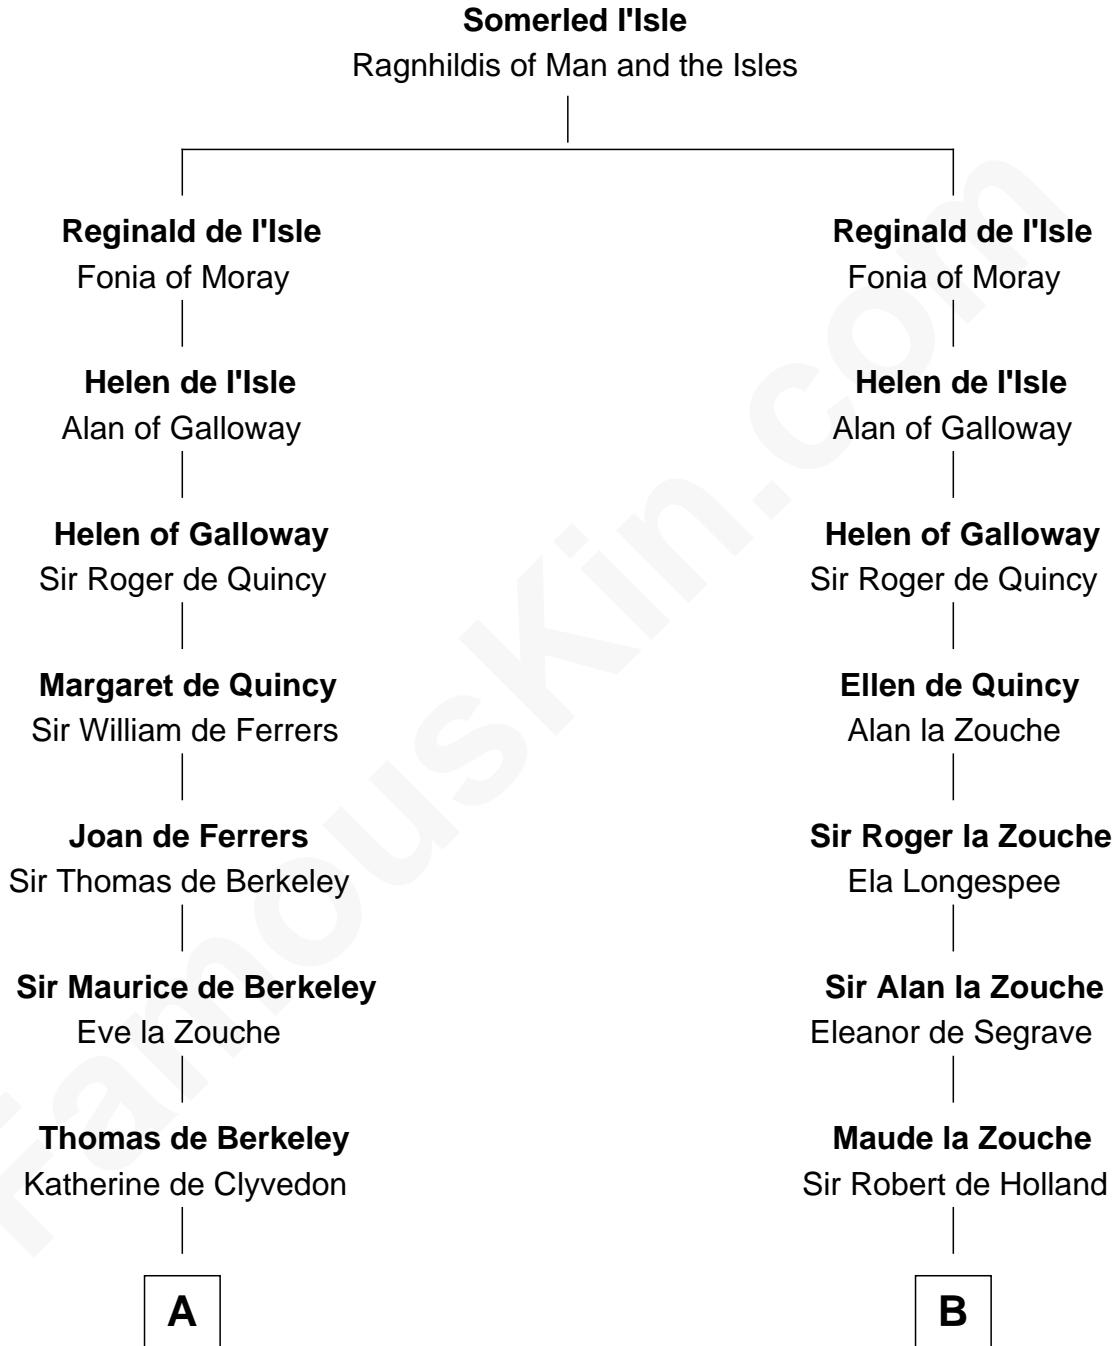 Somerled I'Isle
Ragnhildis of Man and the Isles
Reginald de I'Isle
Fonia of Moray
Helen de I'Isle
Alan of Galloway
Helen of Galloway
Sir Roger de Quincy
Margaret de Quincy
Sir William de Ferrers
Joan de Ferrers
Sir Thomas de Berkeley
Sir Maurice de Berkeley
Eve la Zouche
Thomas de Berkeley
Katherine de Clyvedon
A
Reginald de I'Isle
Fonia of Moray
Helen de I'Isle
Alan of Galloway
Helen of Galloway
Sir Roger de Quincy
Ellen de Quincy
Alan la Zouche
Sir Roger la Zouche
Ela Longespee
Sir Alan la Zouche
Eleanor de Segrave
Maude la Zouche
Sir Robert de Holland
B
FamousKin.com